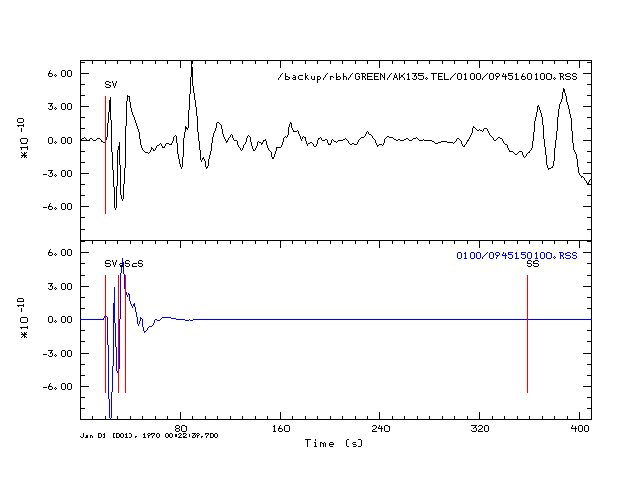 /backup/rbh/GREEN/AK135.TEL/0100/0945160100.RSS
SV
6.00
3.00
0.00
-3.00
-6.00
*10 -10
0100/0945150100.RSS
SV sScS
SS
6.00
3.00
0.00
-3.00
-6.00
*10 -10
80
160
240
320
400
Time (s)
Jan 01 (001), 1970 00:22:39.700